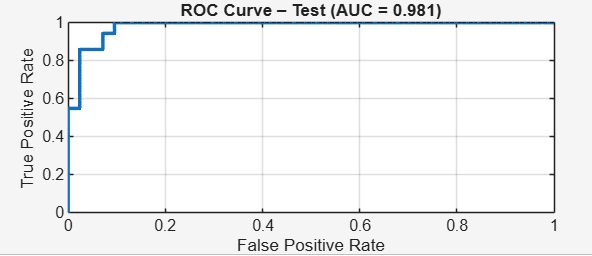 ROC Curve – Test (AUC = 0.981)
1
0.8
0.6
0.4
0.2
0
True Positive Rate
0 0.2 0.4 0.6 0.8 1
False Positive Rate